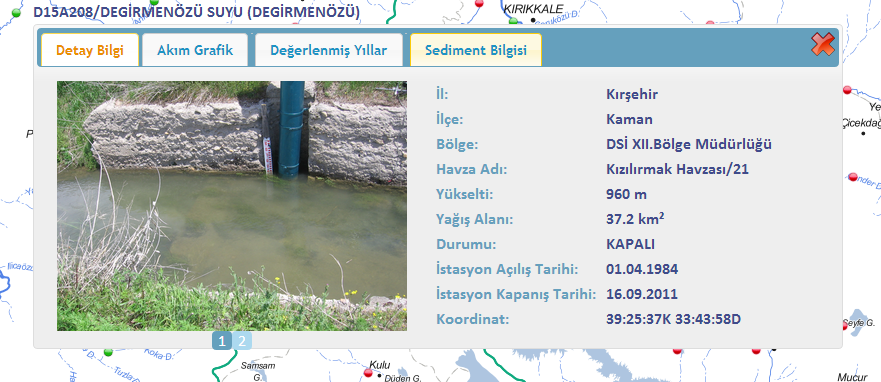 D15A208/DEGİRMENÖZÜ SUYU (DEGİRMENÖZÜ)
KIRIKKALE
Detay Bilgi
Akım Grafik
Değerlenmiş Yıllar
Sediment Bilgisi
İl: Kırşehir
İlçe: Kaman
Bölge: DSİ XII.Bölge Müdürlüğü
Havza Adı: Kızılırmak Havzası/21
Yükselti: 960 m
Yağış Alanı: 37.2 km²
Durumu: KAPALI
İstasyon Açılış Tarihi: 01.04.1984
İstasyon Kapanış Tarihi: 16.09.2011
Koordinat: 39:25:37K 33:43:58D
1 2
Çicekdağ
Seyfe G.
Samsam G.
Kulu
Düden G.
Mucur